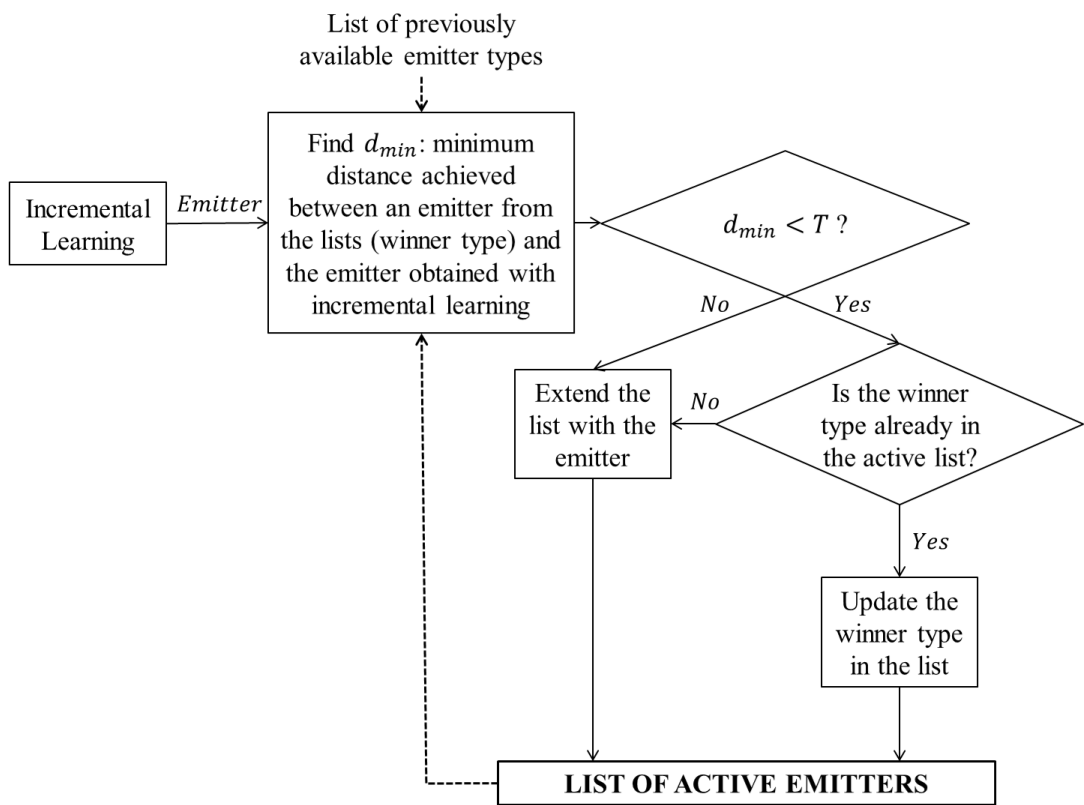 List of previously
available emitter types
Incremental
Learning
Emitter
Find d_min: minimum
distance achieved
between an emitter from
the lists (winner type) and
the emitter obtained with
incremental learning
d_min < T ?
No
Yes
Extend the
list with the
emitter
No
Is the winner
type already in
the active list?
Yes
Update the
winner type
in the list
LIST OF ACTIVE EMITTERS